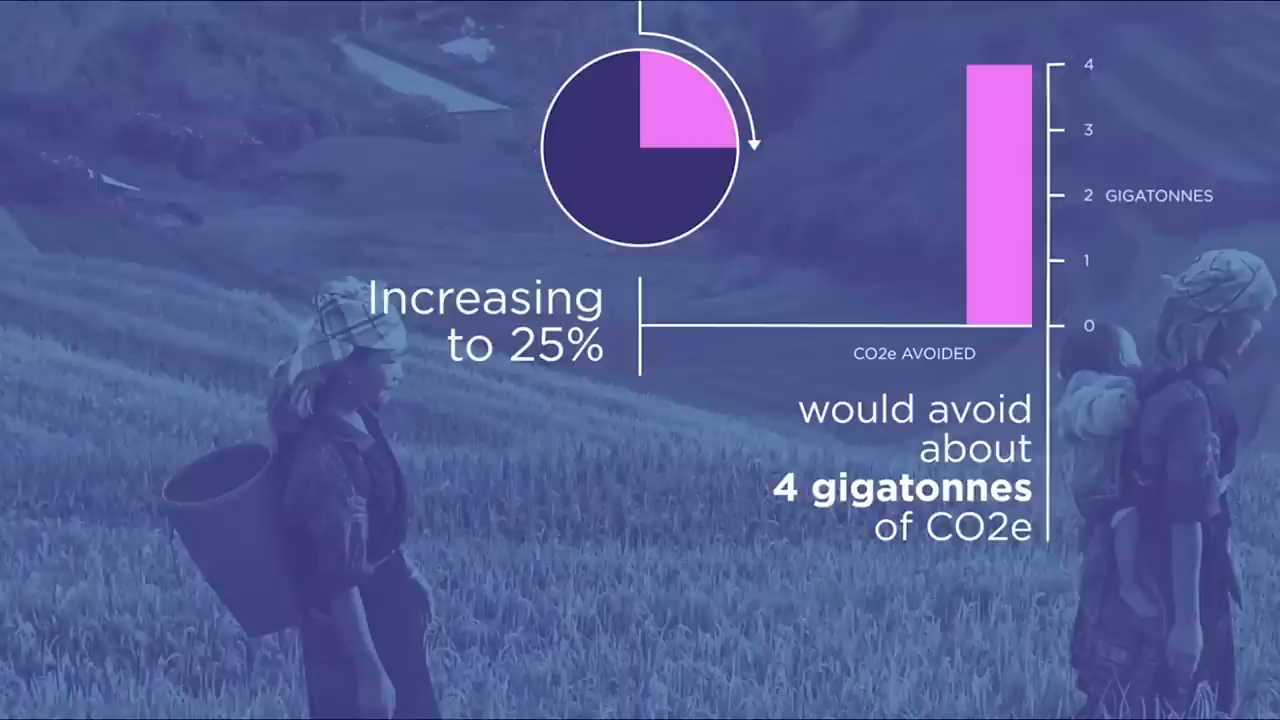 4
3
2 GIGATONNES
1
0
Increasing
to 25%
CO2e AVOIDED
would avoid
about
4 gigatonnes
of CO2e